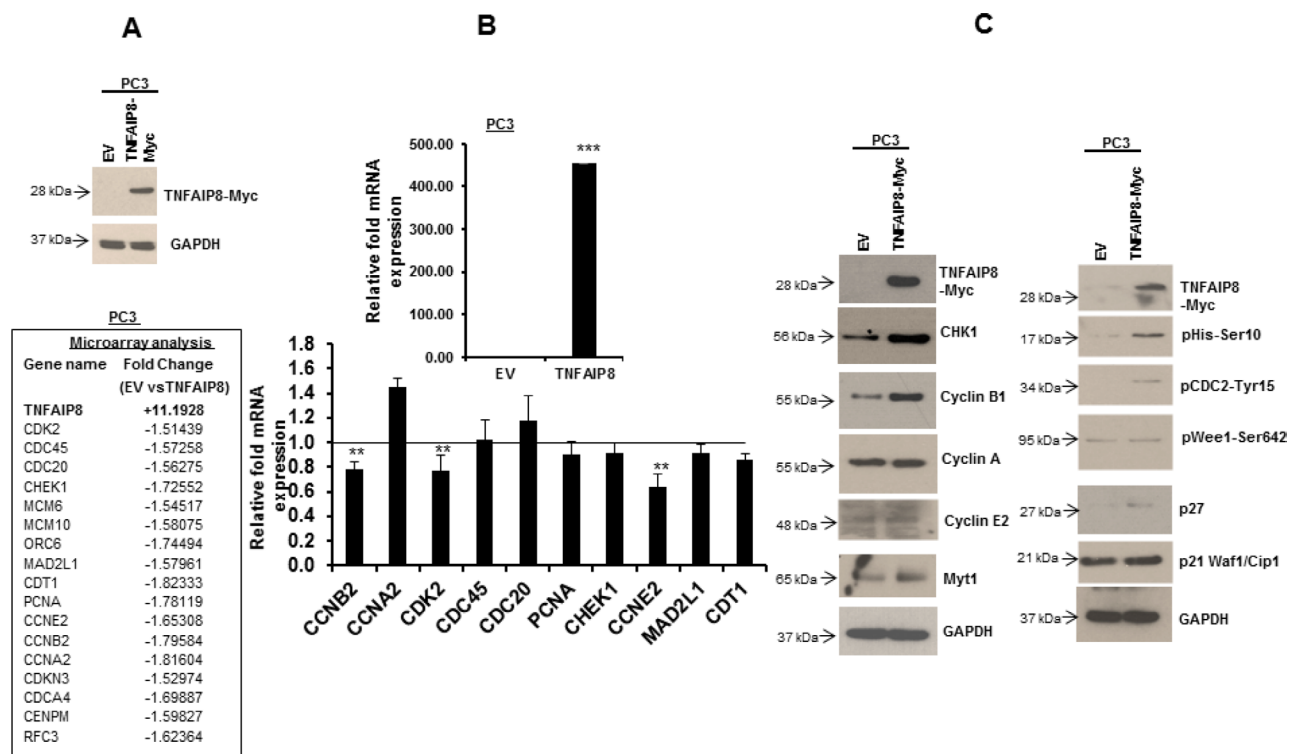 A
PC3
EV
TNFAIP8-
Myc
28 kDa
TNFAIP8-Myc
37 kDa
GAPDH
PC3
Microarray analysis
Gene name Fold Change
(EV vsTNFAIP8)
TNFAIP8 +11.1928
CDK2 -1.51439
CDC45 -1.57258
CDC20 -1.56275
CHEK1 -1.72552
MCM6 -1.54517
MCM10 -1.58075
ORC6 -1.74494
MAD2L1 -1.57961
CDT1 -1.82333
PCNA -1.78119
CCNE2 -1.65308
CCNB2 -1.79584
CCNA2 -1.81604
CDKN3 -1.52974
CDCA4 -1.69887
CENPM -1.59827
RFC3 -1.62364
B
PC3
Relative fold mRNA
expression
500.00
400.00
300.00
200.00
100.00
0.00
***
EV TNFAIP8
Relative fold mRNA
expression
1.8
1.6
1.4
1.2
1.0
0.8
0.6
0.4
0.2
0.0
** ** **
CCNB2
CCNA2
CDK2
CDC45
CDC20
PCNA
CHEK1
CCNE2
MAD2L1
CDT1
C
PC3
EV
TNFAIP8-Myc
28 kDa
TNFAIP8
-Myc
56 kDa
CHK1
55 kDa
Cyclin B1
55 kDa
Cyclin A
48 kDa
Cyclin E2
65 kDa
Myt1
37 kDa
GAPDH
PC3
EV
TNFAIP8-Myc
28 kDa
TNFAIP8
-Myc
17 kDa
pHis-Ser10
34 kDa
pCDC2-Tyr15
95 kDa
pWee1-Ser642
27 kDa
p27
21 kDa
p21 Waf1/Cip1
37 kDa
GAPDH